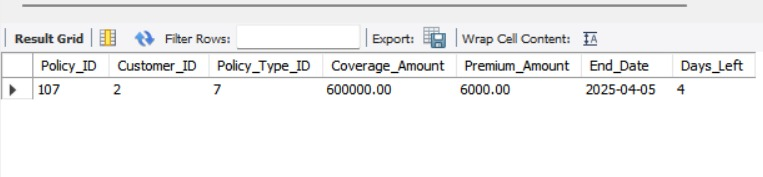 Result Grid Filter Rows: Export: Wrap Cell Content: IA
Policy_ID Customer_ID Policy_Type_ID Coverage_Amount Premium_Amount End_Date Days_Left
107 2 7 600000.00 6000.00 2025-04-05 4